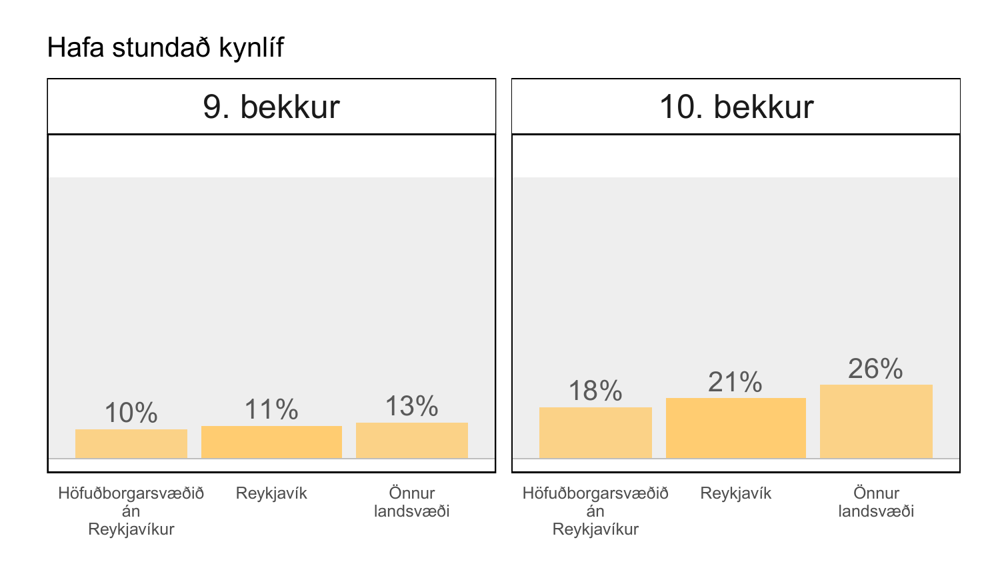 Hafa stundað kynlíf
9. bekkur
10. bekkur
10%
11%
13%
18%
21%
26%
Höfuðborgarsvæðið
án
Reykjavíkur
Reykjavík
Önnur
landsvæði
Höfuðborgarsvæðið
án
Reykjavíkur
Reykjavík
Önnur
landsvæði